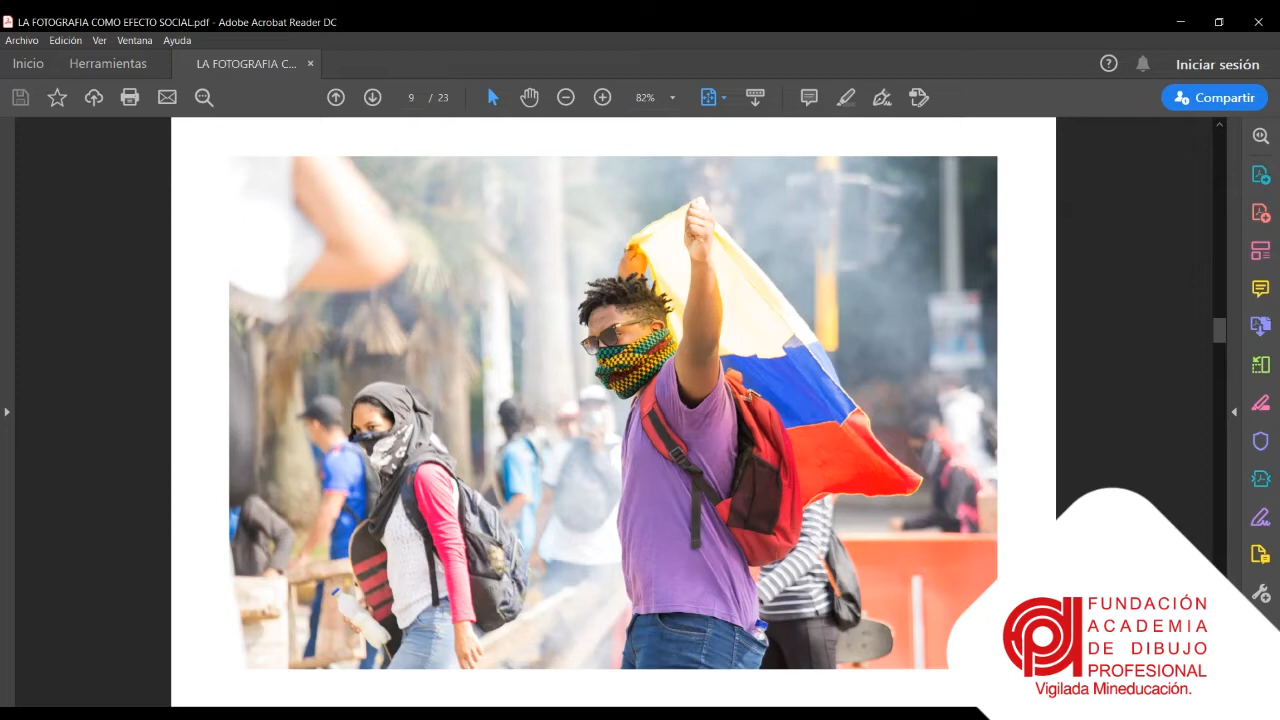 LA FOTOGRAFIA COMO EFECTO SOCIAL.pdf - Adobe Acrobat Reader DC
Archivo Edición Ver Ventana Ayuda
Inicio Herramientas LA FOTOGRAFIA C... × Iniciar sesión
9 / 23 82% Compartir
FUNDACIÓN
ACADEMIA
DE DIBUJO
PROFESIONAL
Vigilada Mineducación.